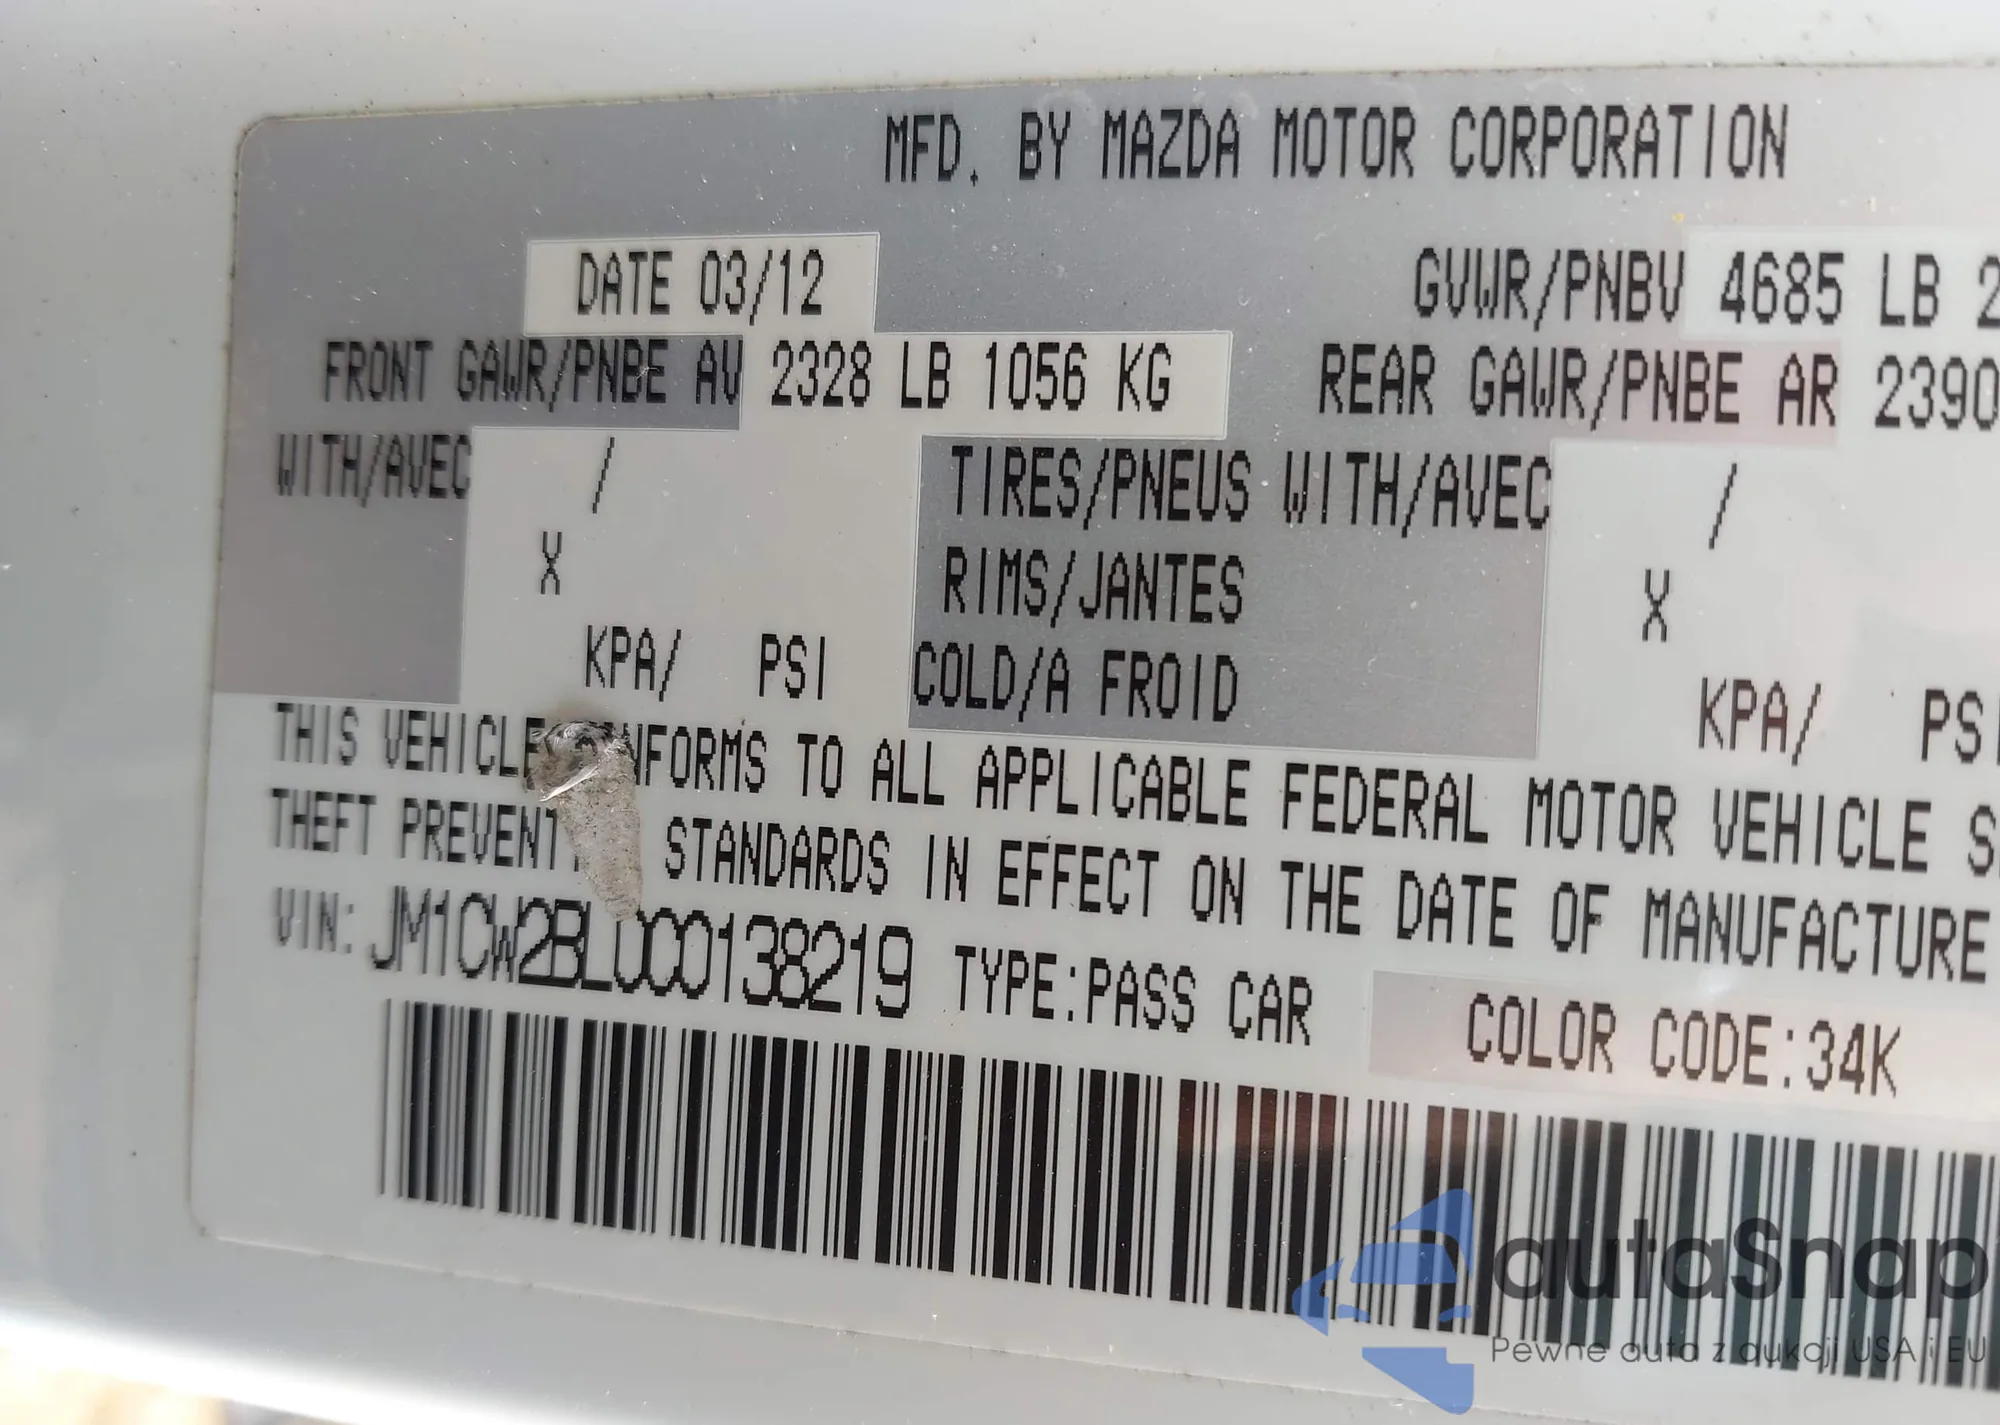 MFD. BY MAZDA MOTOR CORPORATION
DATE 03/12 GVWR/PNBV 4685 LB 2
FRONT GAWR/PNBE AV 2328 LB 1056 KG REAR GAWR/PNBE AR 2390
WITH/AVEC / TIRES/PNEUS WITH/AVEC /
X RIMS/JANTES X
KPA/ PSI COLD/A FROID KPA/ PSI
THIS VEHICLE TO ALL APPLICABLE FEDERAL MOTOR VEHICLE S
THEFT STANDARDS IN EFFECT ON THE DATE OF MANUFACTURE
VIN: JM1CW2BL0C0138219 TYPE:PASS CAR COLOR CODE:34K
autaSnap
Pewne auta z aukcji USA i EU